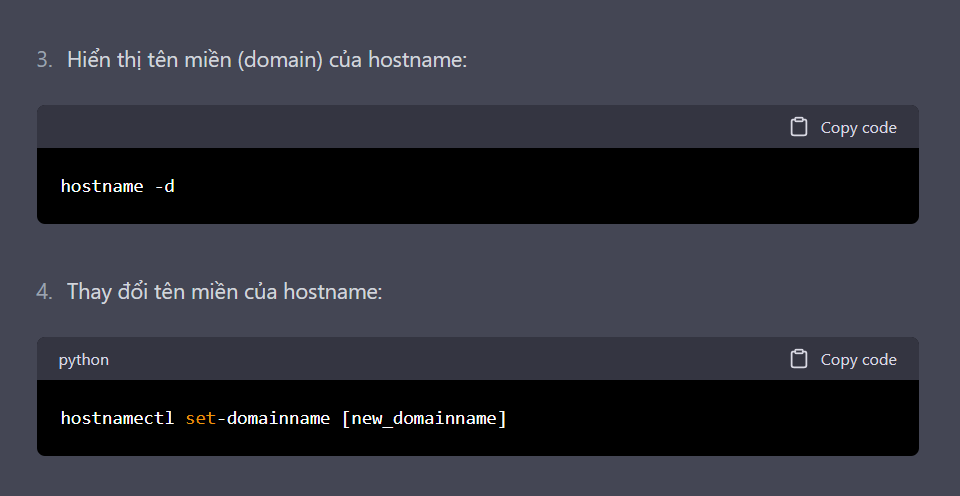 3. Hiển thị tên miền (domain) của hostname:
Copy code
hostname -d
4. Thay đổi tên miền của hostname:
python Copy code
hostnamectl set-domainname [new_domainname]